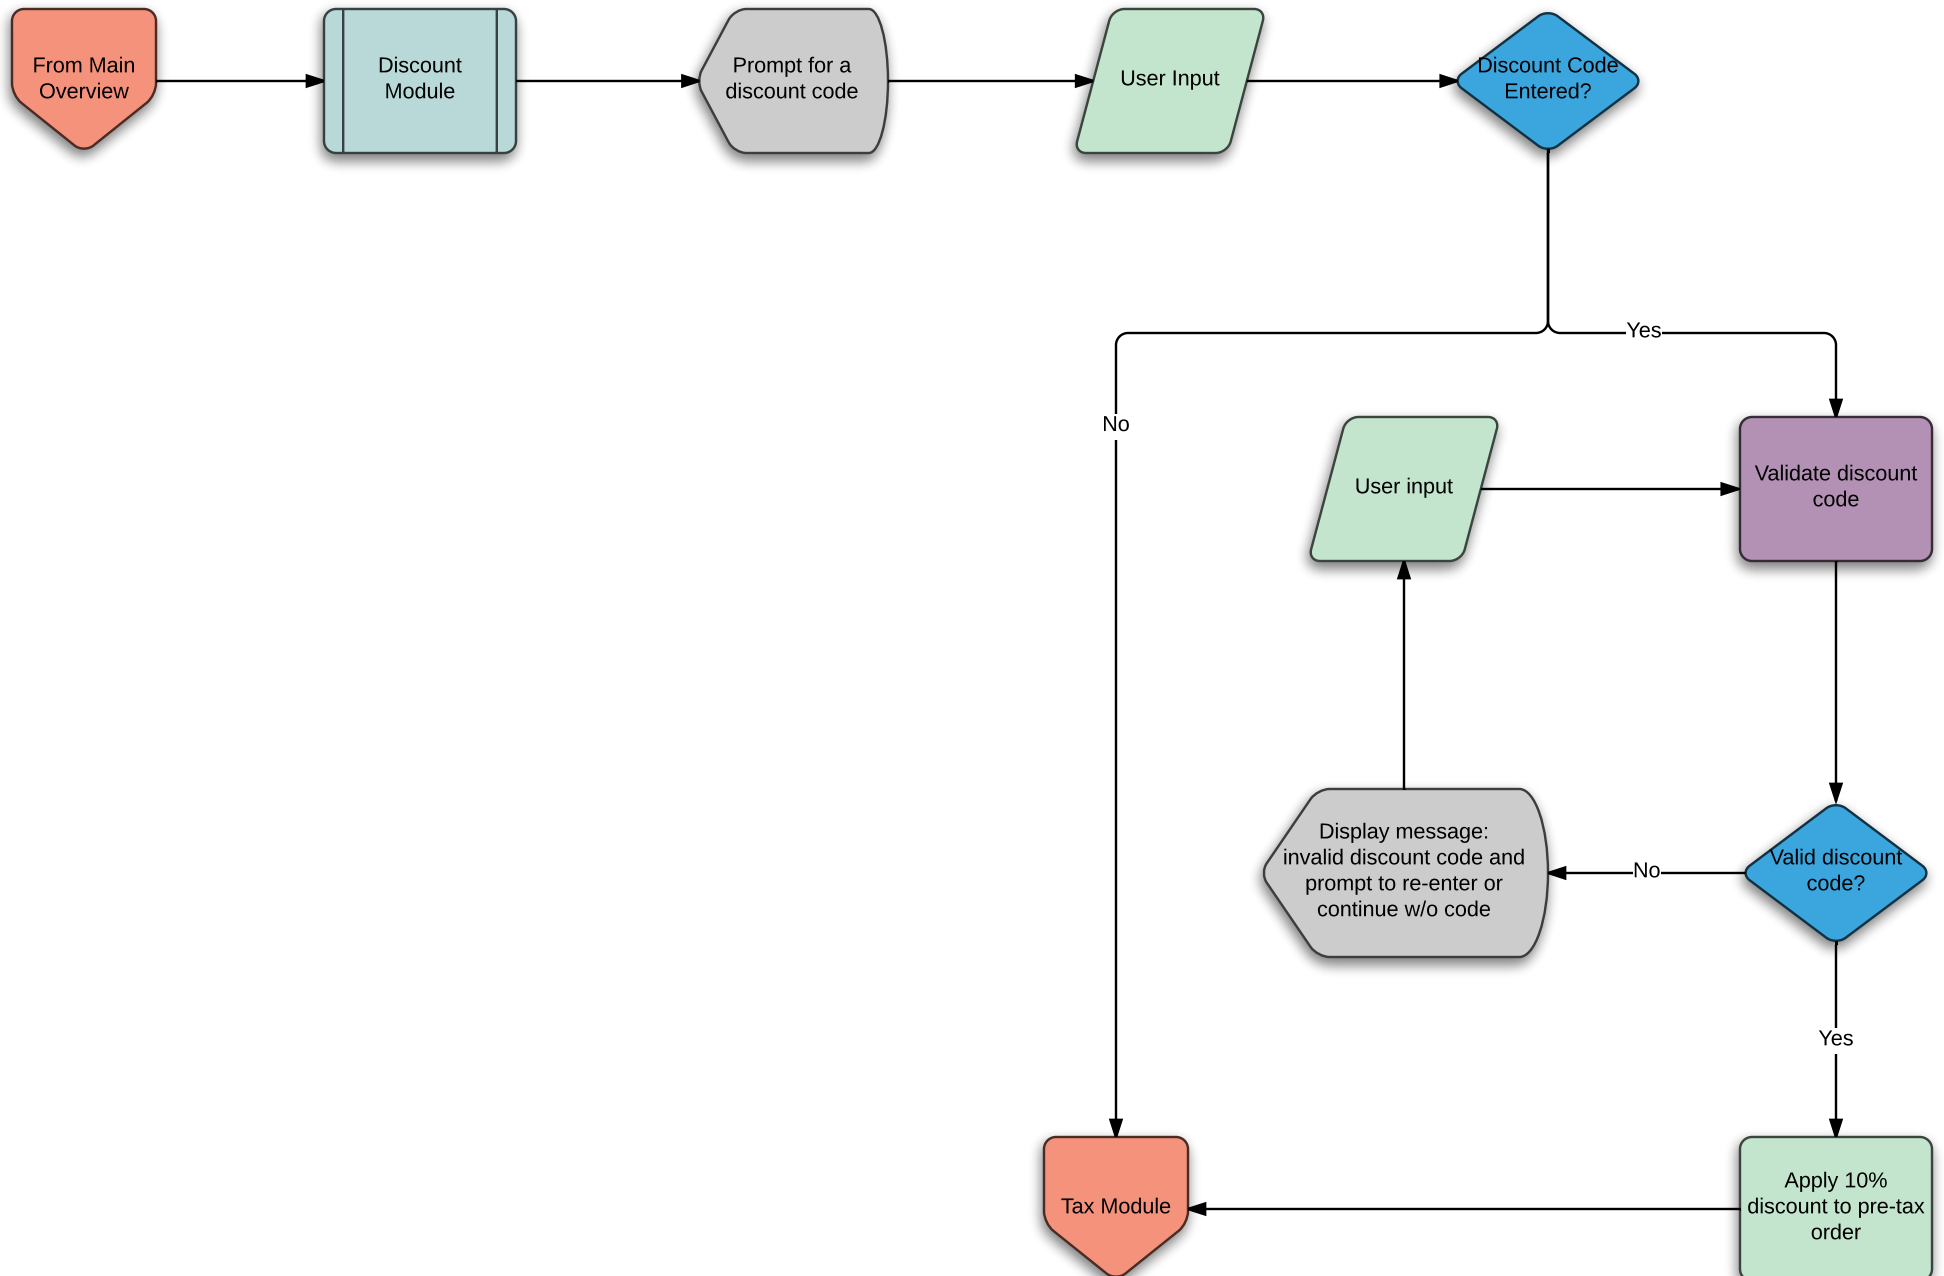 From Main
Overview
Discount
Module
Prompt for a
discount code
User Input
Discount Code
Entered?
Yes
No
User input
Validate discount
code
Display message:
invalid discount code and
prompt to re-enter or
continue w/o code
No
Valid discount
code?
Yes
Tax Module
Apply 10%
discount to pre-tax
order